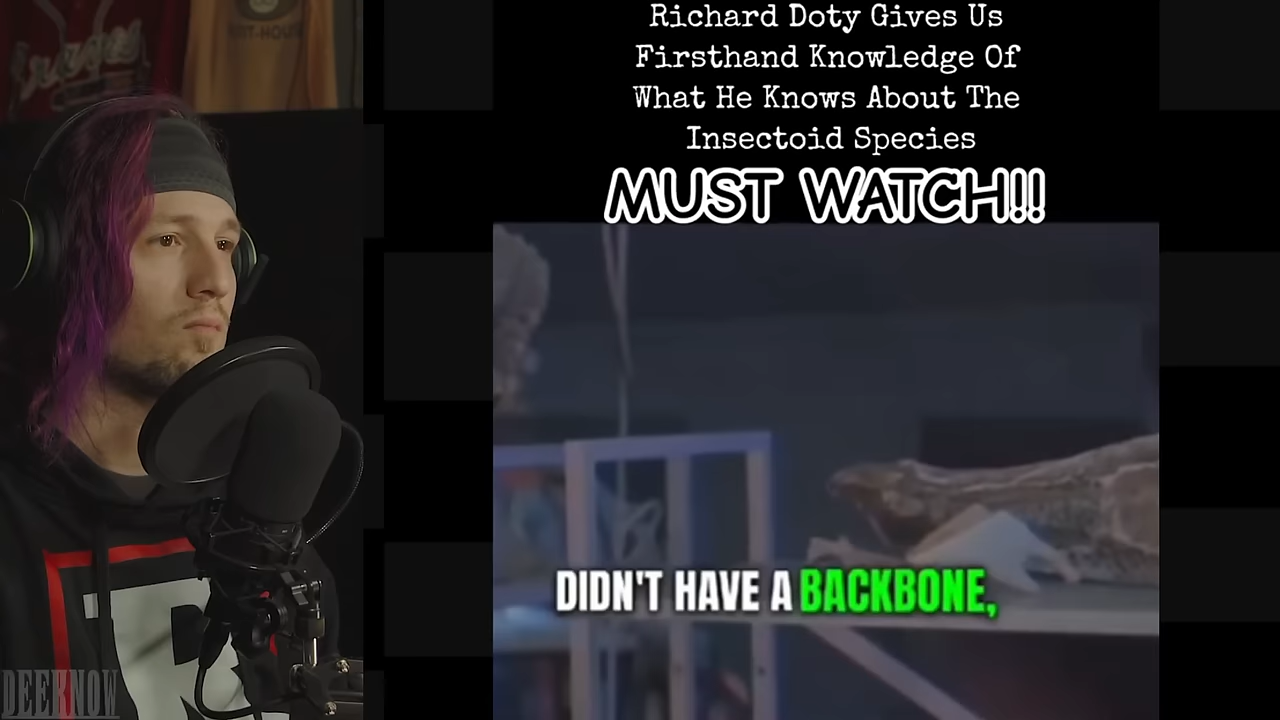 Richard Doty Gives Us
Firsthand Knowledge Of
What He Knows About The
Insectoid Species
MUST WATCH!!
DIDN'T HAVE A BACKBONE,
Braves
R
DEEKNOW